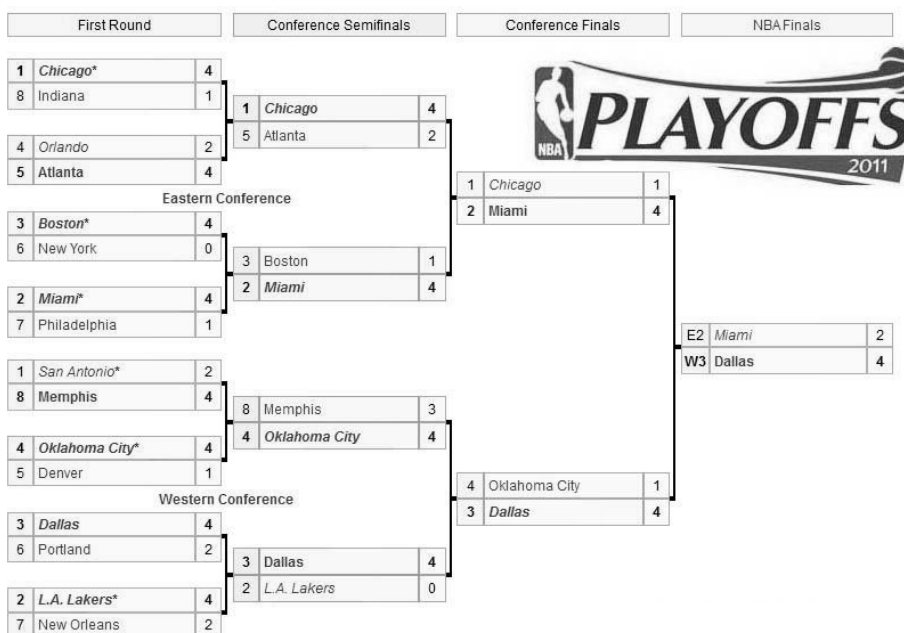 First Round
Conference Semifinals
Conference Finals
NBA Finals
1 Chicago* 4
8 Indiana 1
4 Orlando 2
5 Atlanta 4
Eastern Conference
3 Boston* 4
6 New York 0
2 Miami* 4
7 Philadelphia 1
1 San Antonio* 2
8 Memphis 4
4 Oklahoma City* 4
5 Denver 1
Western Conference
3 Dallas 4
6 Portland 2
2 L.A. Lakers* 4
7 New Orleans 2
1 Chicago 4
5 Atlanta 2
3 Boston 1
2 Miami 4
8 Memphis 3
4 Oklahoma City 4
3 Dallas 4
2 L.A. Lakers 0
1 Chicago 1
2 Miami 4
4 Oklahoma City 1
3 Dallas 4
E2 Miami 2
W3 Dallas 4
NBA
PLAYOFFS
2011